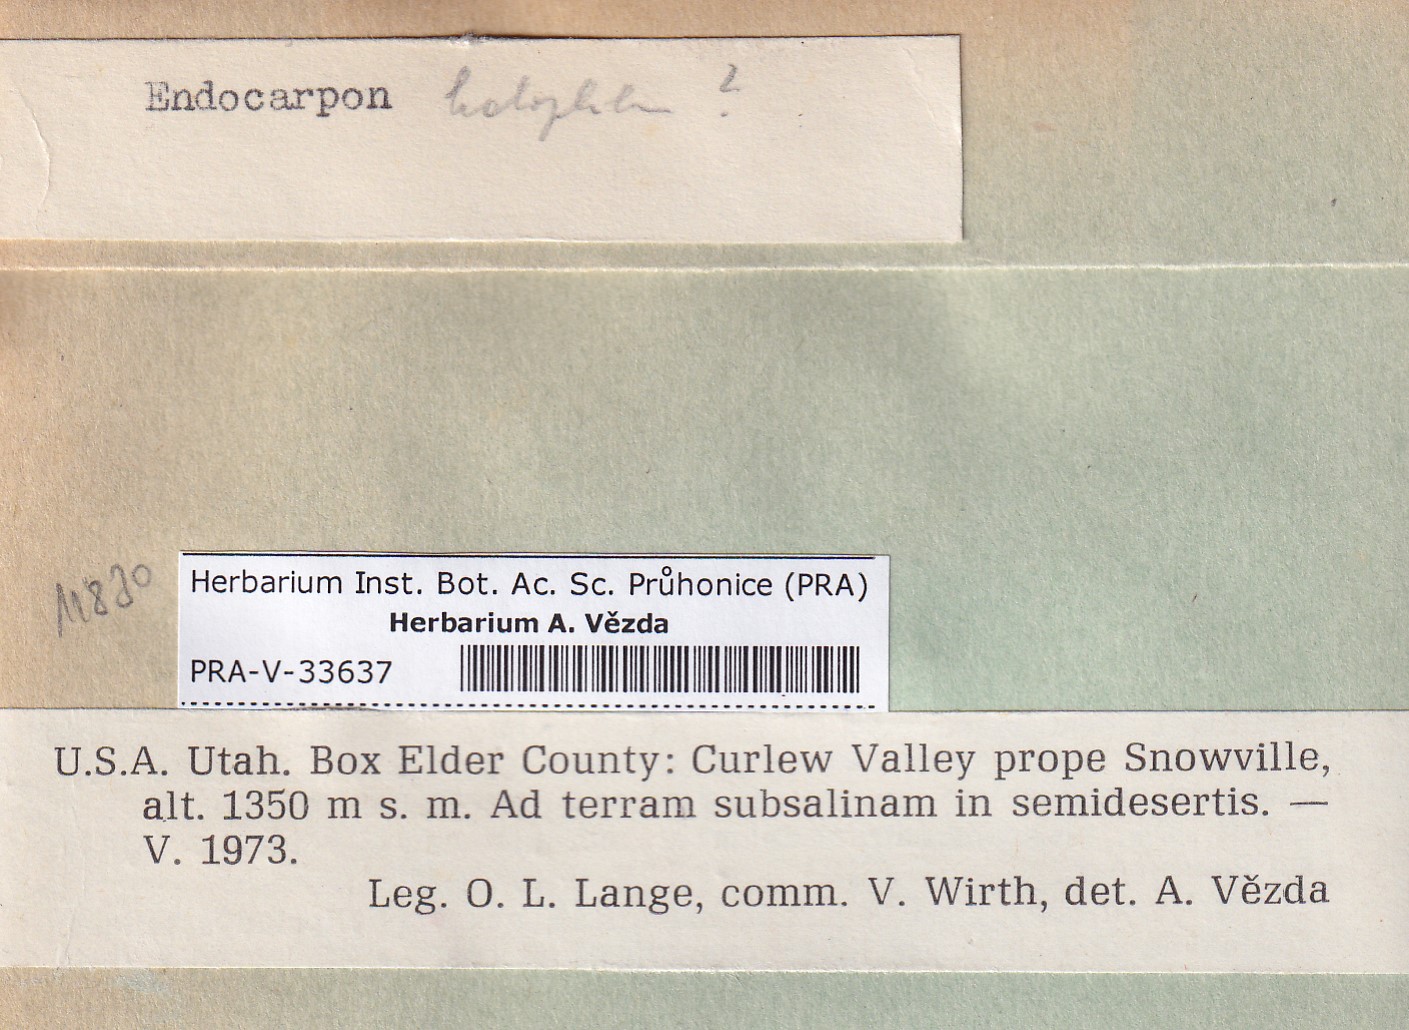 Endocarpon ?
11830
Herbarium Inst. Bot. Ac. Sc. Průhonice (PRA)
Herbarium A. Vězda
PRA-V-33637
U.S.A. Utah. Box Elder County: Curlew Valley prope Snowville,
alt. 1350 m s. m. Ad terram subsalinam in semidesertis. —
V. 1973.
Leg. O. L. Lange, comm. V. Wirth, det. A. Vězda